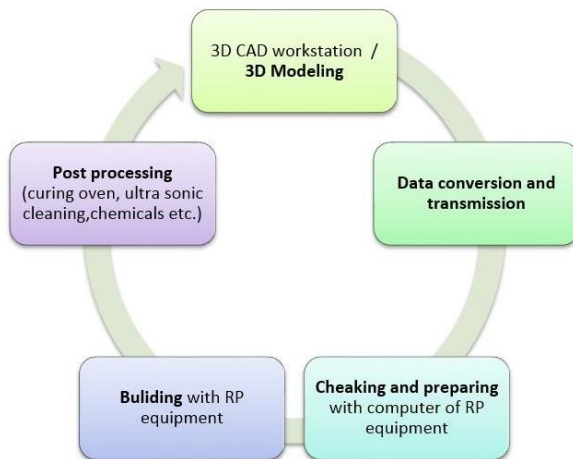 3D CAD workstation /
3D Modeling
Data conversion and
transmission
Cheaking and preparing
with computer of RP
equipment
Buliding with RP
equipment
Post processing
(curing oven, ultra sonic
cleaning,chemicals etc.)